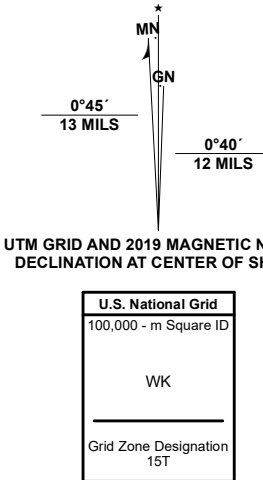 ★
MN
GN
0°45´
13 MILS
0°40´
12 MILS
UTM GRID AND 2019 MAGNETIC N
DECLINATION AT CENTER OF SH
U.S. National Grid
100,000 - m Square ID
WK
Grid Zone Designation
15T